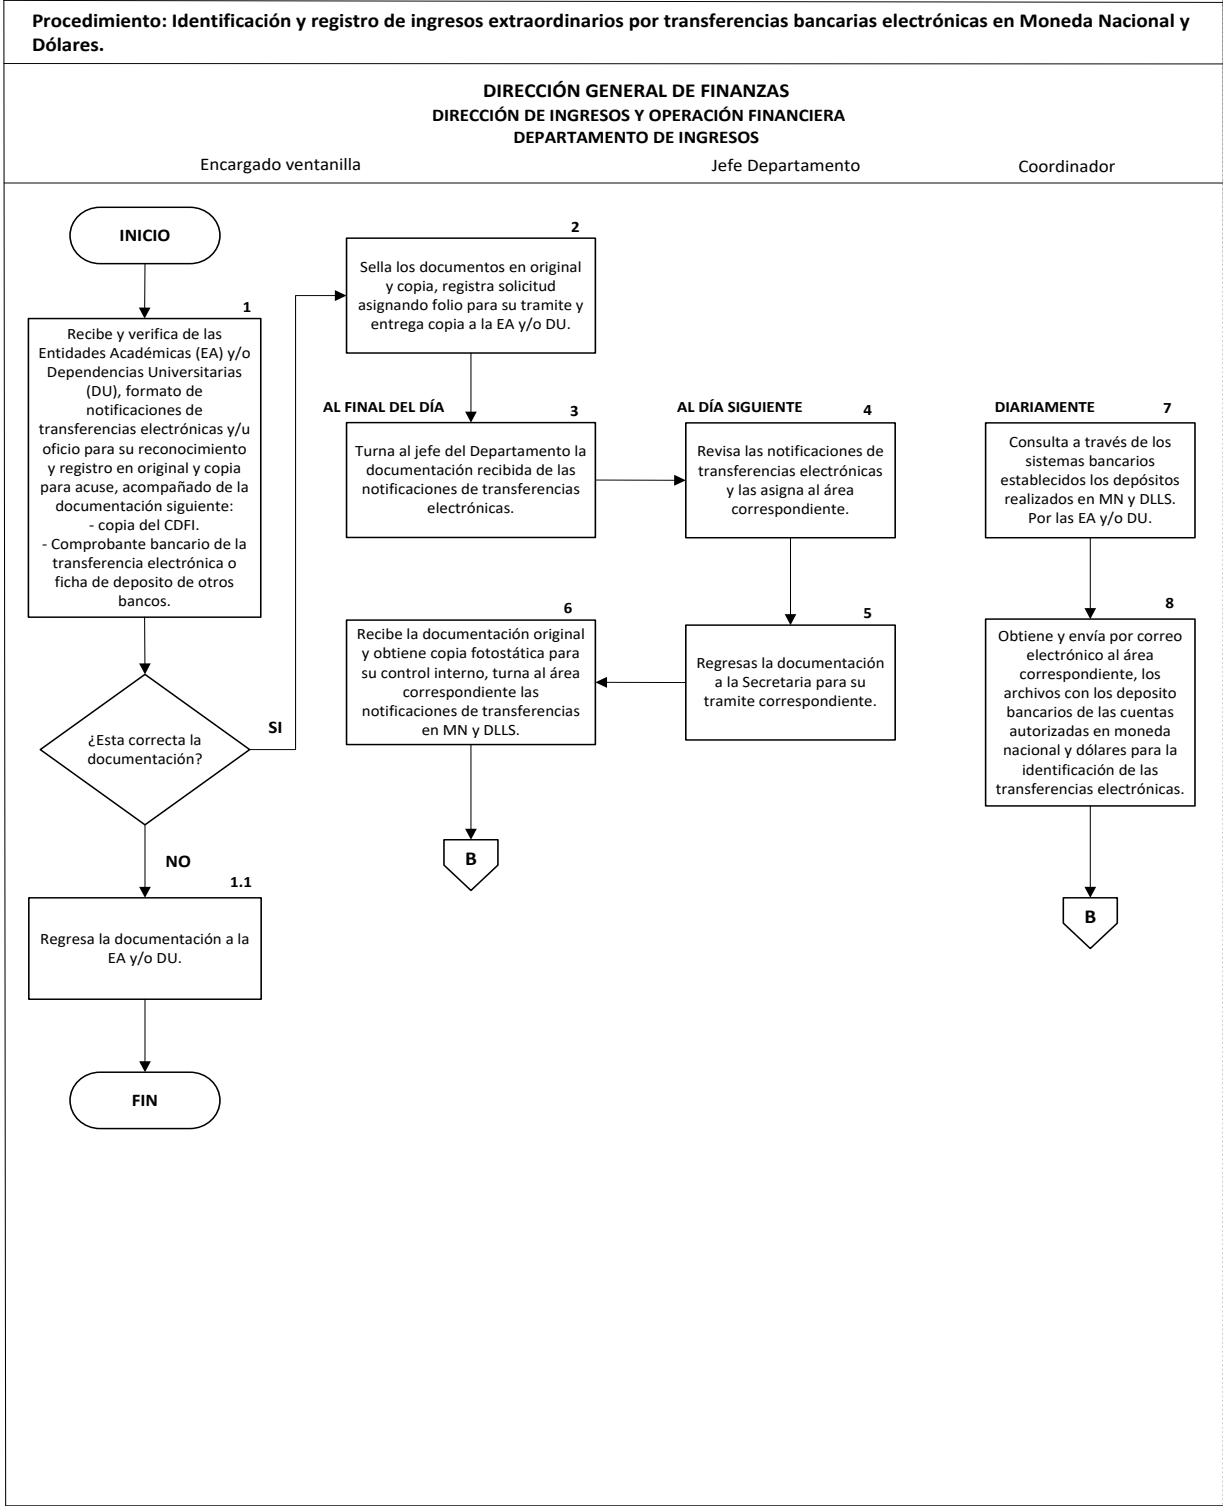 Procedimiento: Identificación y registro de ingresos extraordinarios por transferencias bancarias electrónicas en Moneda Nacional y
Dólares.
DIRECCIÓN GENERAL DE FINANZAS
DIRECCIÓN DE INGRESOS Y OPERACIÓN FINANCIERA
DEPARTAMENTO DE INGRESOS
Encargado ventanilla
Jefe Departamento
Coordinador
INICIO
1
Recibe y verifica de las
Entidades Académicas (EA) y/o
Dependencias Universitarias
(DU), formato de
notificaciones de
transferencias electrónicas y/u
oficio para su reconocimiento
y registro en original y copia
para acuse, acompañado de la
documentación siguiente:
- copia del CDFI.
- Comprobante bancario de la
transferencia electrónica o
ficha de deposito de otros
bancos.
¿Esta correcta la
documentación?
SI
NO
1.1
Regresa la documentación a la
EA y/o DU.
FIN
2
Sella los documentos en original
y copia, registra solicitud
asignando folio para su tramite y
entrega copia a la EA y/o DU.
AL FINAL DEL DÍA
3
Turna al jefe del Departamento la
documentación recibida de las
notificaciones de transferencias
electrónicas.
AL DÍA SIGUIENTE
4
Revisa las notificaciones de
transferencias electrónicas
y las asigna al área
correspondiente.
5
Regresas la documentación
a la Secretaria para su
tramite correspondiente.
6
Recibe la documentación original
y obtiene copia fotostática para
su control interno, turna al área
correspondiente las
notificaciones de transferencias
en MN y DLLS.
B
DIARIAMENTE
7
Consulta a través de los
sistemas bancarios
establecidos los depósitos
realizados en MN y DLLS.
Por las EA y/o DU.
8
Obtiene y envía por correo
electrónico al área
correspondiente, los
archivos con los deposito
bancarios de las cuentas
autorizadas en moneda
nacional y dólares para la
identificación de las
transferencias electrónicas.
B